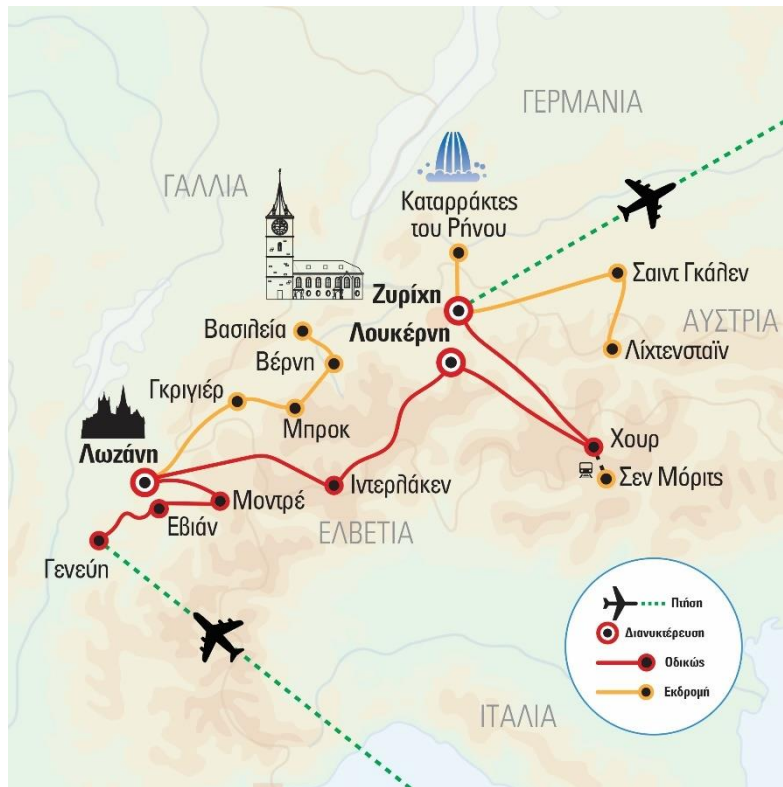 ΓΕΡΜΑΝΙΑ
ΓΑΛΛΙΑ
Καταρράκτες
του Ρήνου
Ζυρίχη
Σαιντ Γκάλεν
Λουκέρνη
ΑΥΣΤΡΙΑ
Βασιλεία
Βέρνη
Λίχτενσταϊν
Γκριγιέρ
Μπροκ
Χουρ
Λωζάνη
Ιντερλάκεν
Σεν Μόριτς
Μοντρέ
Εβιάν
ΕΛΒΕΤΙΑ
Γενεύη
Πτήση
Διανυκτέρευση
Οδικώς
Εκδρομή
ΙΤΑΛΙΑ